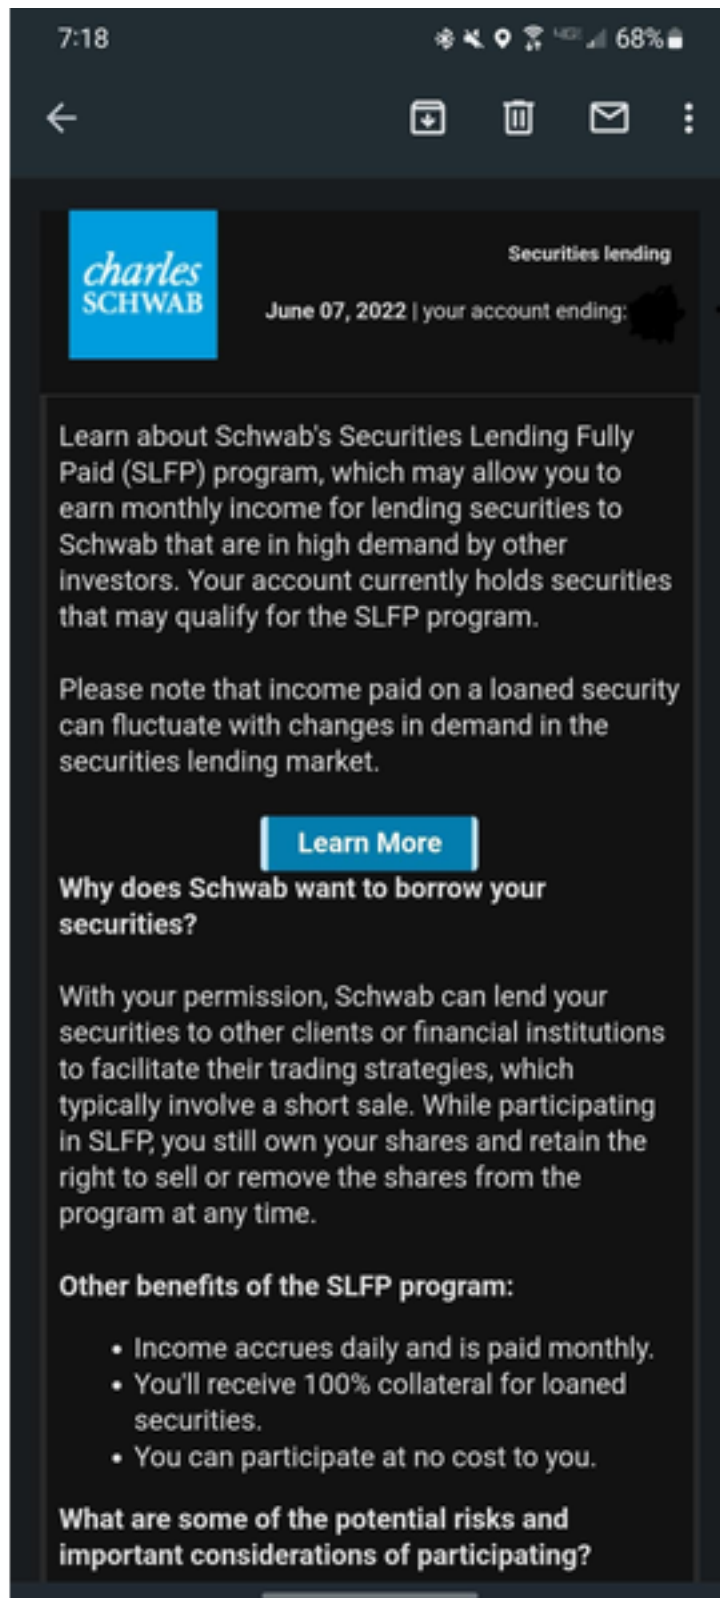 7:18
68%
charles
SCHWAB
Securities lending
June 07, 2022 | your account ending:
Learn about Schwab's Securities Lending Fully
Paid (SLFP) program, which may allow you to
earn monthly income for lending securities to
Schwab that are in high demand by other
investors. Your account currently holds securities
that may qualify for the SLFP program.
Please note that income paid on a loaned security
can fluctuate with changes in demand in the
securities lending market.
Learn More
Why does Schwab want to borrow your
securities?
With your permission, Schwab can lend your
securities to other clients or financial institutions
to facilitate their trading strategies, which
typically involve a short sale. While participating
in SLFP, you still own your shares and retain the
right to sell or remove the shares from the
program at any time.
Other benefits of the SLFP program:
• Income accrues daily and is paid monthly.
• You'll receive 100% collateral for loaned
securities.
• You can participate at no cost to you.
What are some of the potential risks and
important considerations of participating?